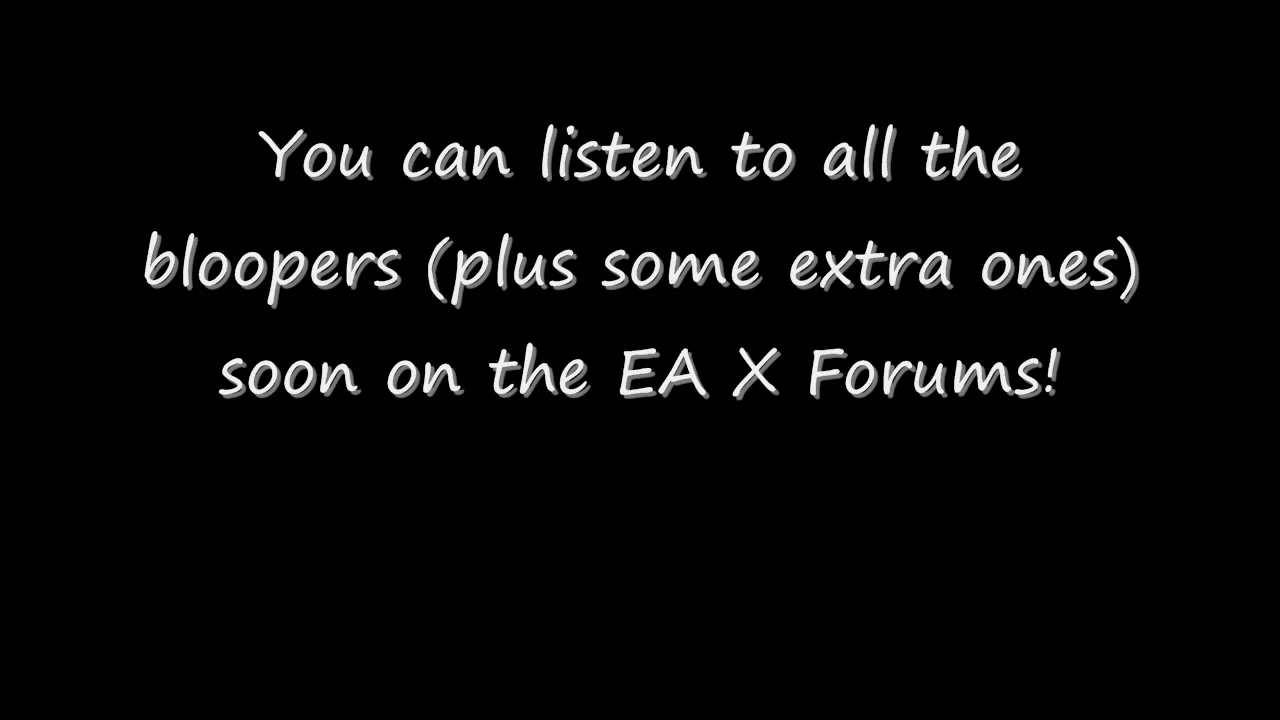 You can listen to all the
bloopers (plus some extra ones)
soon on the EA X Forums!